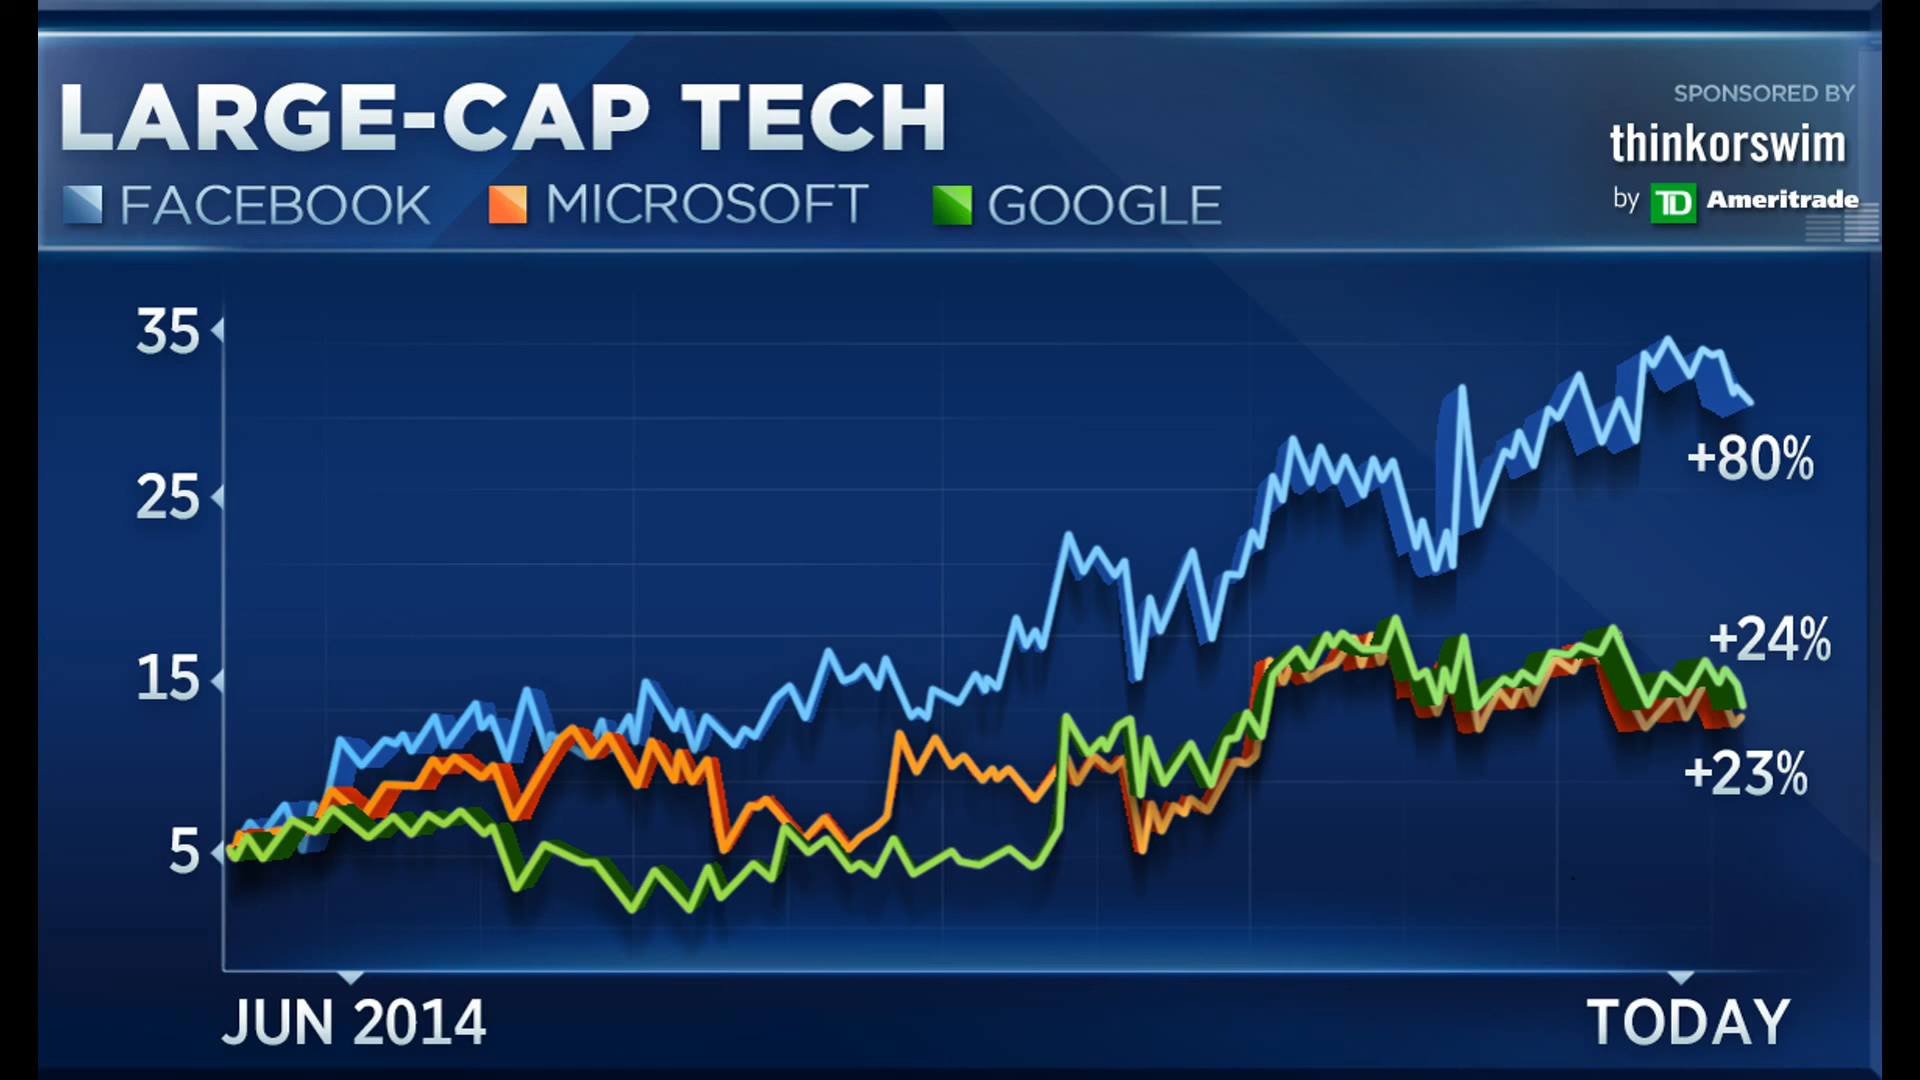 LARGE-CAP TECH
SPONSORED BY
thinkorswim
by TD Ameritrade
FACEBOOK MICROSOFT GOOGLE
35
25
15
5
+80%
+24%
+23%
JUN 2014 TODAY